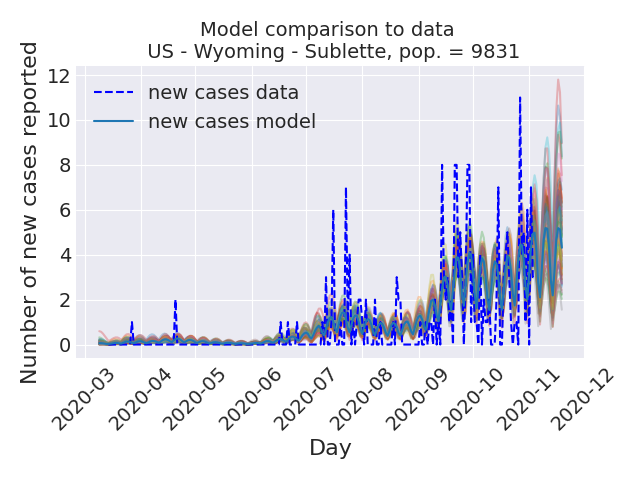 Model comparison to data
US - Wyoming - Sublette, pop. = 9831
Number of new cases reported
12
10
8
6
4
2
0
new cases data
new cases model
2020-03
2020-04
2020-05
2020-06
2020-07
2020-08
2020-09
2020-10
2020-11
2020-12
Day